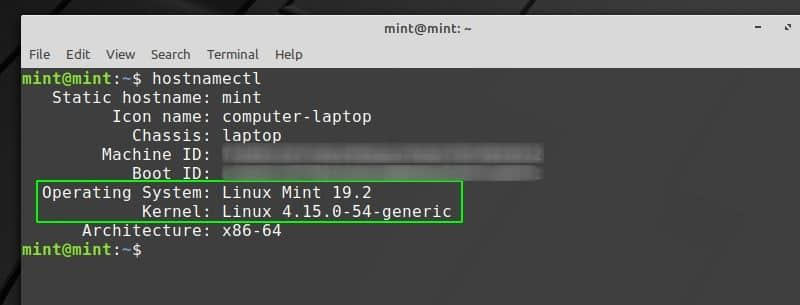 mint@mint: ~
File Edit View Search Terminal Help
mint@mint:~$ hostnamectl
Static hostname: mint
Icon name: computer-laptop
Chassis: laptop
Machine ID:
Boot ID:
Operating System: Linux Mint 19.2
Kernel: Linux 4.15.0-54-generic
Architecture: x86-64
mint@mint:~$